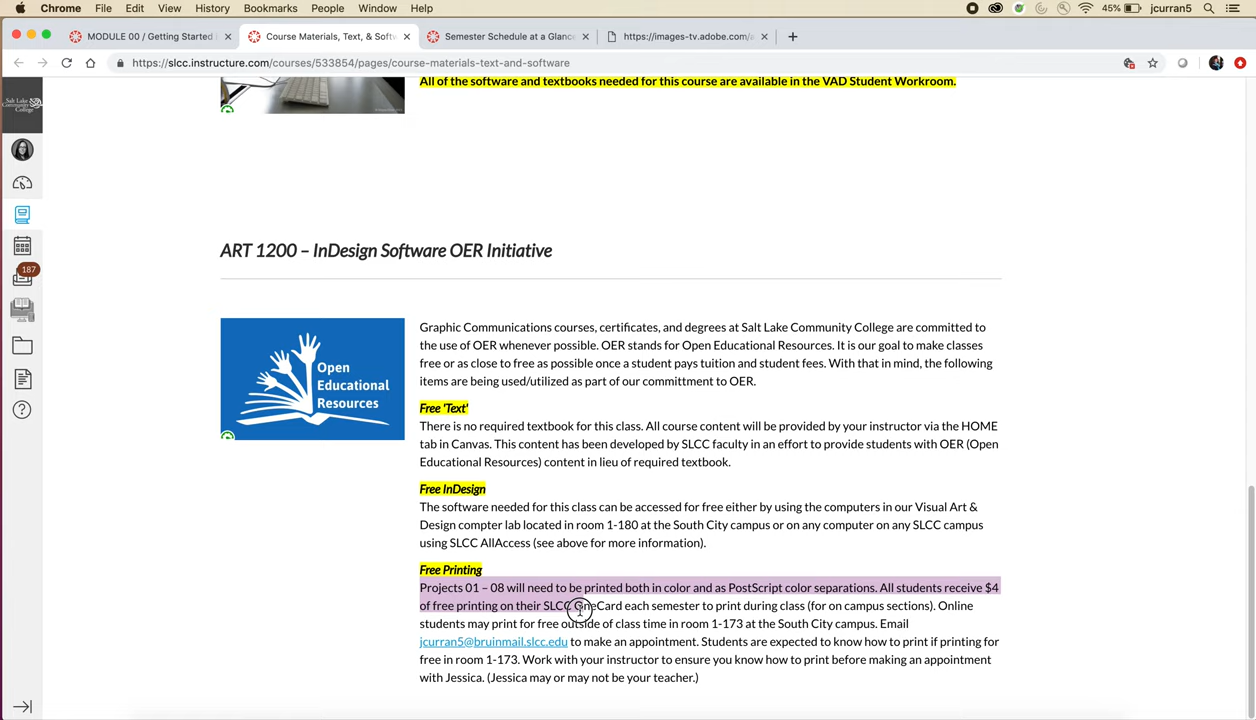 Chrome File Edit View History Bookmarks People Window Help 45% jcurran5
MODULE 00 / Getting Started
Course Materials, Text, & Softw
Semester Schedule at a Glance
https://images-tv.adobe.com/
https://slcc.instructure.com/courses/533854/pages/course-materials-text-and-software
Salt Lake
Community
College
187
All of the software and textbooks needed for this course are available in the VAD Student Workroom.
ART 1200 – InDesign Software OER Initiative
Open
Educational
Resources
Graphic Communications courses, certificates, and degrees at Salt Lake Community College are committed to
the use of OER whenever possible. OER stands for Open Educational Resources. It is our goal to make classes
free or as close to free as possible once a student pays tuition and student fees. With that in mind, the following
items are being used/utilized as part of our committment to OER.
Free 'Text'
There is no required textbook for this class. All course content will be provided by your instructor via the HOME
tab in Canvas. This content has been developed by SLCC faculty in an effort to provide students with OER (Open
Educational Resources) content in lieu of required textbook.
Free InDesign
The software needed for this class can be accessed for free either by using the computers in our Visual Art &
Design compter lab located in room 1-180 at the South City campus or on any computer on any SLCC campus
using SLCC AllAccess (see above for more information).
Free Printing
Projects 01 – 08 will need to be printed both in color and as PostScript color separations. All students receive $4
of free printing on their SLCC OneCard each semester to print during class (for on campus sections). Online
students may print for free outside of class time in room 1-173 at the South City campus. Email
jcurran5@bruinmail.slcc.edu to make an appointment. Students are expected to know how to print if printing for
free in room 1-173. Work with your instructor to ensure you know how to print before making an appointment
with Jessica. (Jessica may or may not be your teacher.)